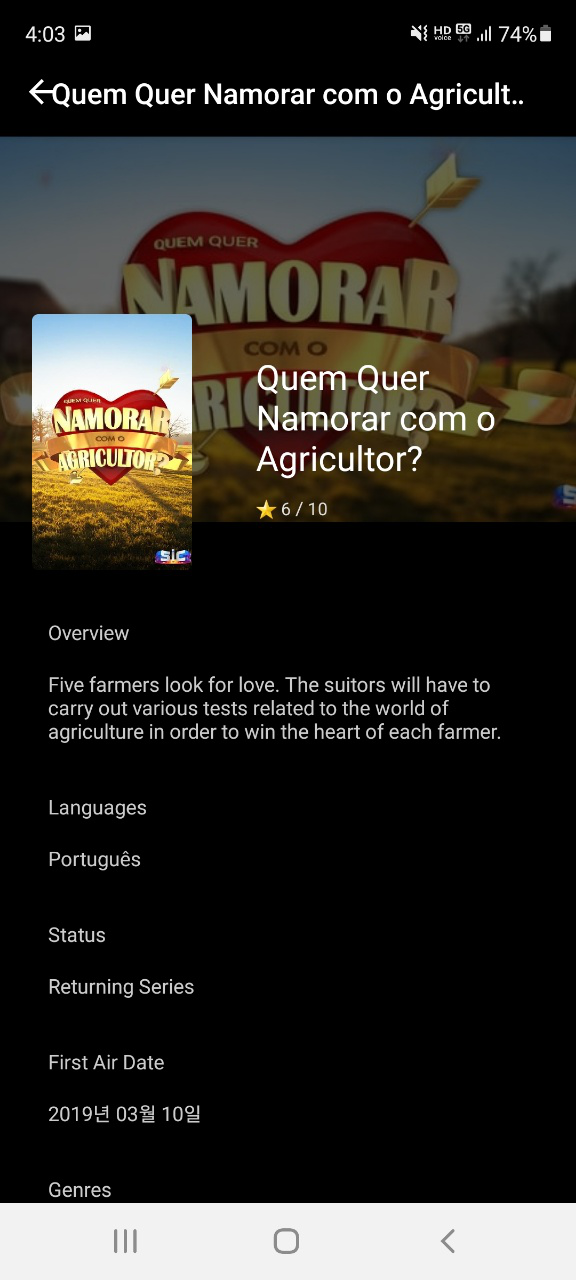 4:03
HD voice 5G 74%
Quem Quer Namorar com o Agricult..
QUEM QUER
NAMORAR
COM O
AGRICULTOR?
QUEM QUER
NAMORAR
COM O
AGRICULTOR?
sic
Quem Quer
Namorar com o
Agricultor?
6 / 10
Overview
Five farmers look for love. The suitors will have to
carry out various tests related to the world of
agriculture in order to win the heart of each farmer.
Languages
Português
Status
Returning Series
First Air Date
2019년 03월 10일
Genres